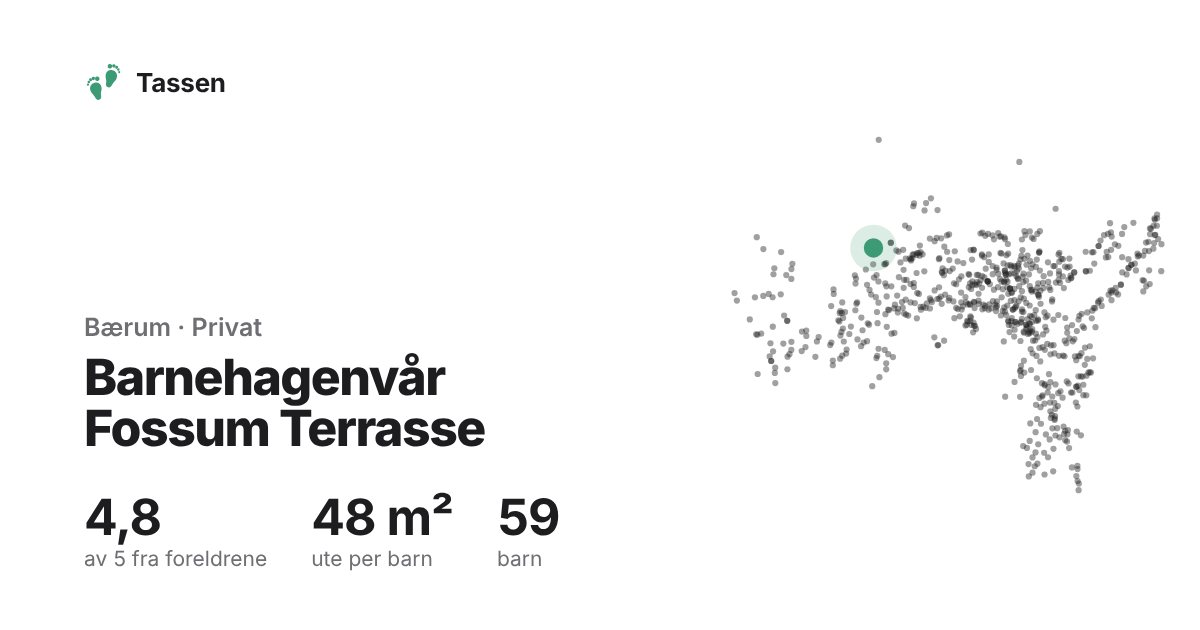 Tassen
Bærum · Privat
Barnehagenvår
Fossum Terrasse
4,8
48 m²
59
av 5 fra foreldrene
ute per barn
barn